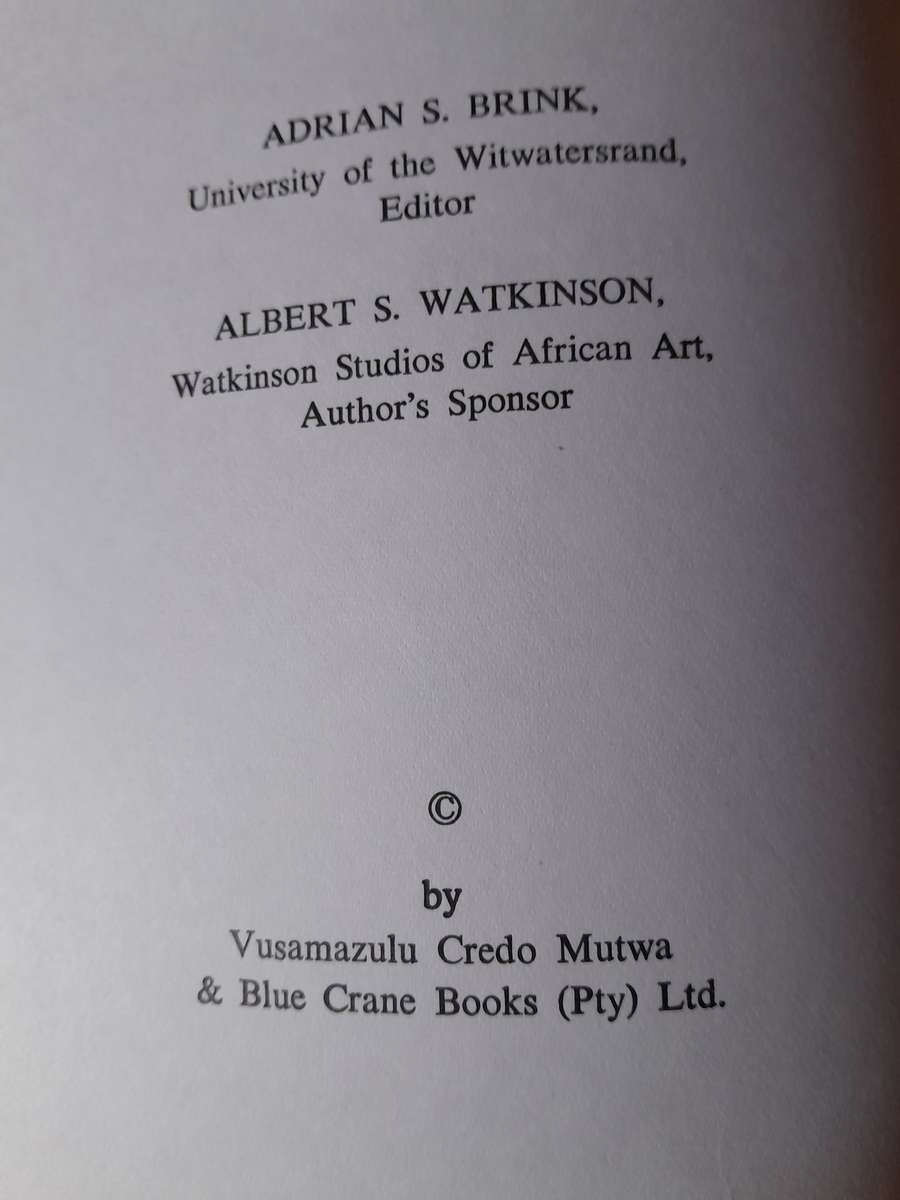 ADRIAN S. BRINK,
University of the Witwatersrand,
Editor
ALBERT S. WATKINSON,
Watkinson Studios of African Art,
Author's Sponsor
©
by
Vusamazulu Credo Mutwa
& Blue Crane Books (Pty) Ltd.